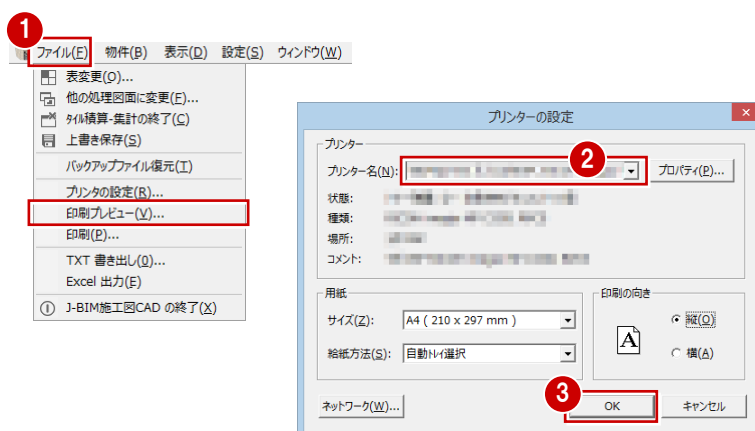 1
ファイル(F) 物件(B) 表示(D) 設定(S) ウィンドウ(W)
表変更(O)...
他の処理図面に変更(E)...
タイル積算-集計の終了(C)
上書き保存(S)
バックアップファイル復元(T)
プリンタの設定(R)...
印刷プレビュー(V)...
印刷(P)...
TXT 書き出し(0)...
Excel 出力(E)
J-BIM施工図CAD の終了(X)
プリンターの設定
プリンター
2
プリンター名(N):
プロパティ(P)...
状態:
種類:
場所:
コメント:
用紙
サイズ(Z): A4 ( 210 x 297 mm )
給紙方法(S): 自動トレイ選択
印刷の向き
A
縦(O)
横(A)
3
ネットワーク(W)...
OK
キャンセル